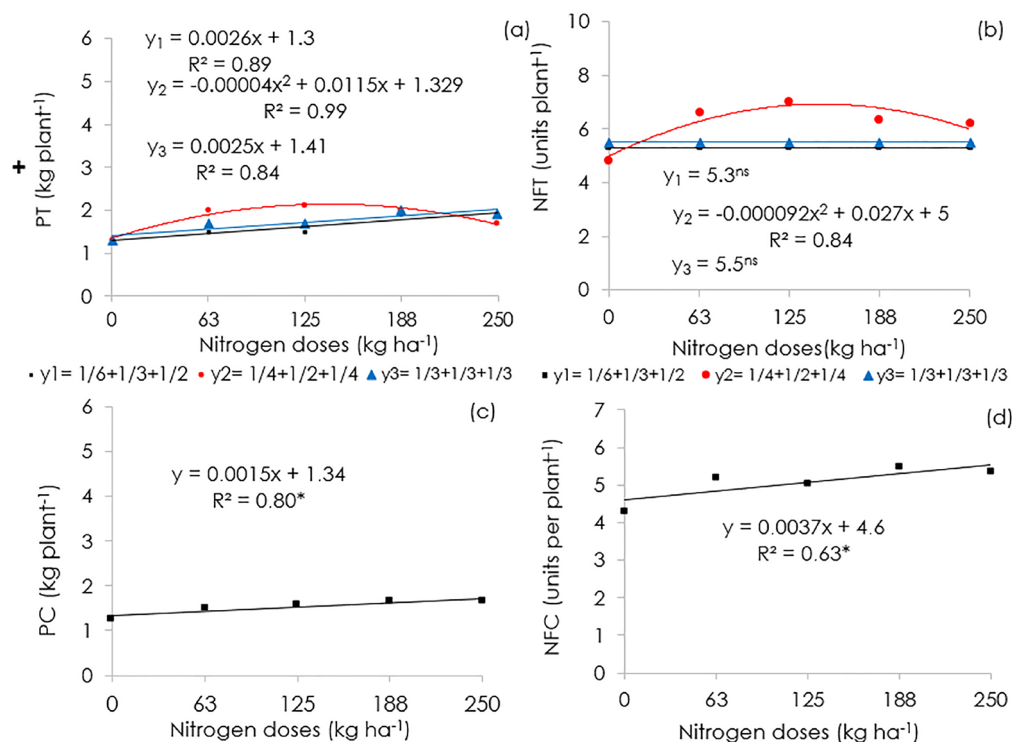 (a)
y₁ = 0.0026x + 1.3
R² = 0.89
y₂ = -0.00004x² + 0.0115x + 1.329
R² = 0.99
y₃ = 0.0025x + 1.41
R² = 0.84
+
PT (kg plant⁻¹)
6
5
4
3
2
1
0
0 63 125 188 250
Nitrogen doses (kg ha⁻¹)
(b)
NFT (units plant⁻¹)
10
8
6
4
2
0
y₁ = 5.3ⁿˢ
y₂ = -0.000092x² + 0.027x + 5
R² = 0.84
y₃ = 5.5ⁿˢ
0 63 125 188 250
Nitrogen doses(kg ha⁻¹)
y1= 1/6+1/3+1/2 y2= 1/4+1/2+1/4 y3= 1/3+1/3+1/3
y1= 1/6+1/3+1/2 y2= 1/4+1/2+1/4 y3= 1/3+1/3+1/3
(c)
PC (kg plant⁻¹)
6
5
4
3
2
1
0
y = 0.0015x + 1.34
R² = 0.80*
0 63 125 188 250
Nitrogen doses (kg ha⁻¹)
(d)
NFC (units per plant⁻¹)
7
6
5
4
3
2
1
0
y = 0.0037x + 4.6
R² = 0.63*
0 63 125 188 250
Nitrogen doses (kg ha⁻¹)